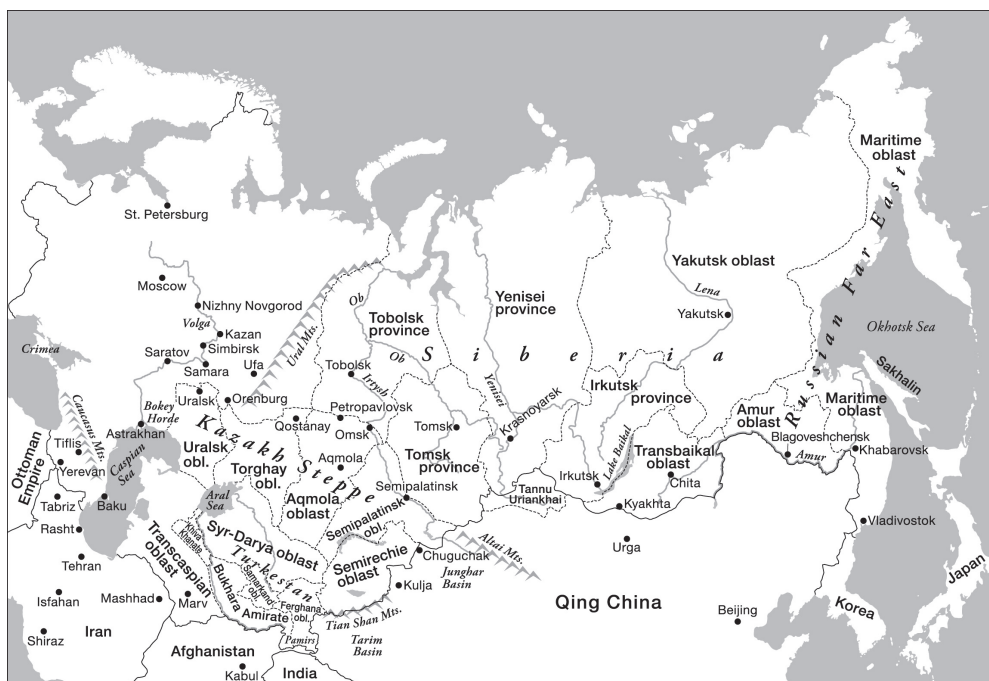 Maritime
oblast
St. Petersburg
Moscow
Nizhny Novgorod
Volga
Kazan
Simbirsk
Saratov
Samara
Ufa
Ural Mts.
Ob
Tobolsk
province
Ob
Yenisei
province
Yakutsk oblast
Lena
Yakutsk
Okhotsk Sea
Russian Far East
Crimea
Siberia
Tobolsk
Irtysh
Yenisei
Krasnoyarsk
Irkutsk
province
Sakhalin
Maritime
oblast
Amur
oblast
Uralsk
Orenburg
Bokey
Horde
Astrakhan
Caucasus Mts.
Caspian
Sea
Petropavlovsk
Qostanay
Omsk
Tomsk
Kazakh Steppe
Uralsk
obl.
Torghay
obl.
Aqmola
Aqmola
oblast
Tomsk
province
Semipalatinsk
Semipalatinsk
obl.
Lake Baikal
Transbaikal
oblast
Irkutsk
Chita
Kyakhta
Blagoveshchensk
Amur
Khabarovsk
Vladivostok
Tannu
Uriankhai
Ottoman
Empire
Tiflis
Yerevan
Tabriz
Baku
Rasht
Tehran
Isfahan
Shiraz
Iran
Mashhad
Marv
Aral
Sea
Khiva
Khanate
Transcaspian
oblast
Syr-Darya oblast
Turkestan
Bukhara
Amirate
Samarkand
obl.
Ferghana
obl.
Pamirs
Semirechie
oblast
Chuguchak
Kulja
Altai Mts.
Junghar
Basin
Tian Shan Mts.
Tarim
Basin
Urga
Qing China
Beijing
Korea
Japan
Afghanistan
Kabul
India